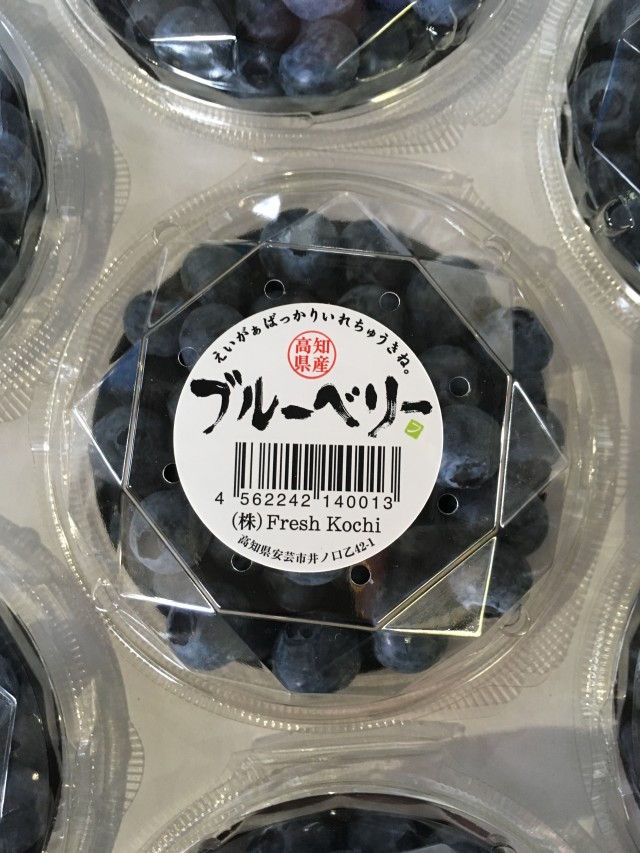 えいがぁばっかりいれちゅうきね。
高知
県産
ブルーベリー
4 562242 140013
(株)Fresh Kochi
高知県安芸市井ノ口乙42-1